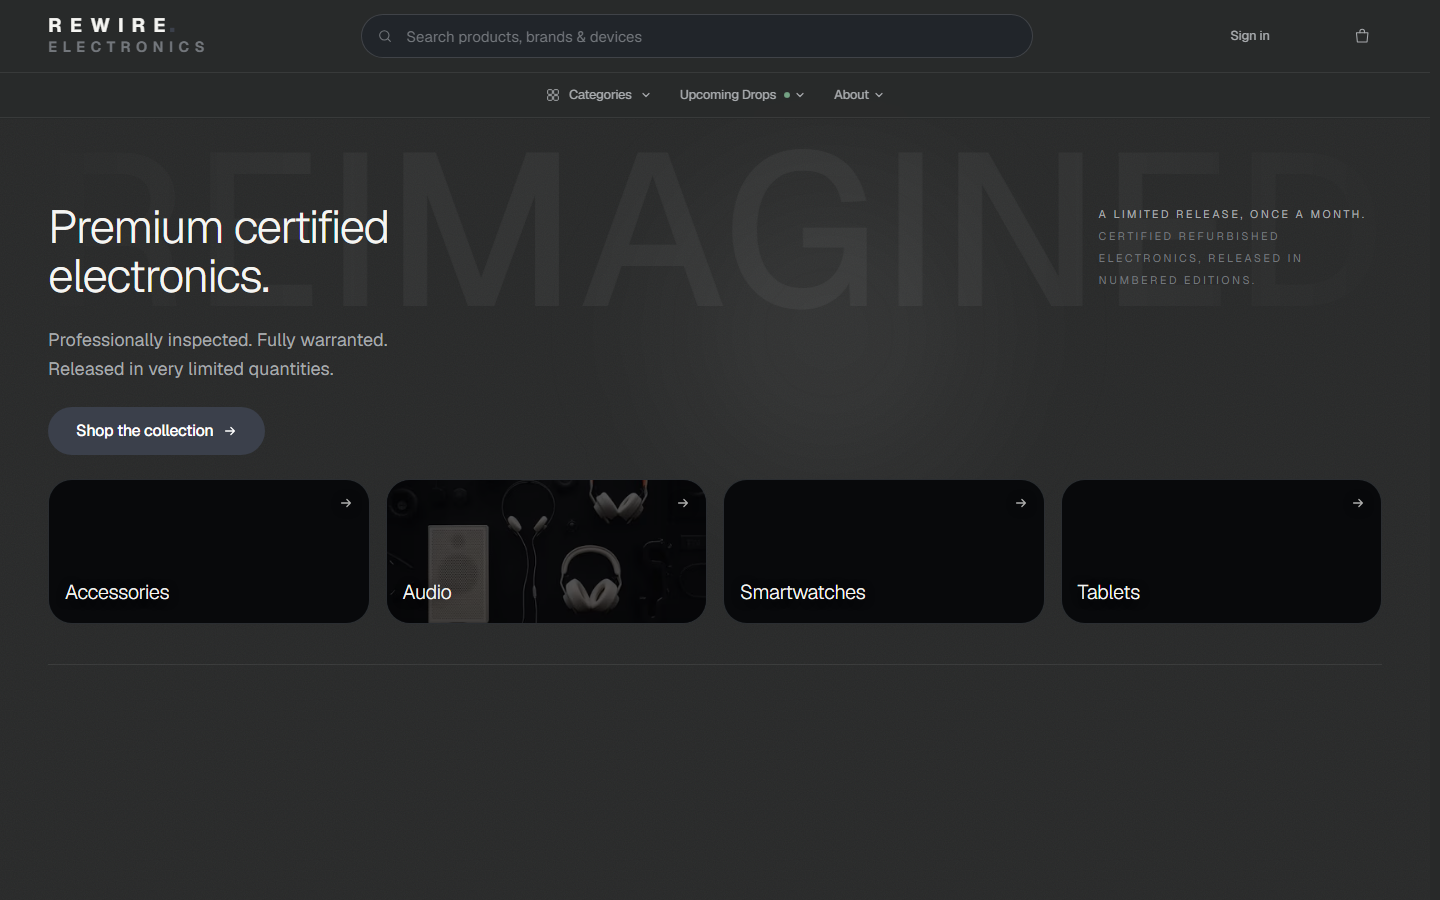 REWIRE.
ELECTRONICS
Search products, brands & devices
Sign in
Categories
Upcoming Drops
About
REIMAGINED
Premium certified
electronics.
A LIMITED RELEASE, ONCE A MONTH.
CERTIFIED REFURBISHED
ELECTRONICS, RELEASED IN
NUMBERED EDITIONS.
Professionally inspected. Fully warranted.
Released in very limited quantities.
Shop the collection
Accessories
Audio
Smartwatches
Tablets